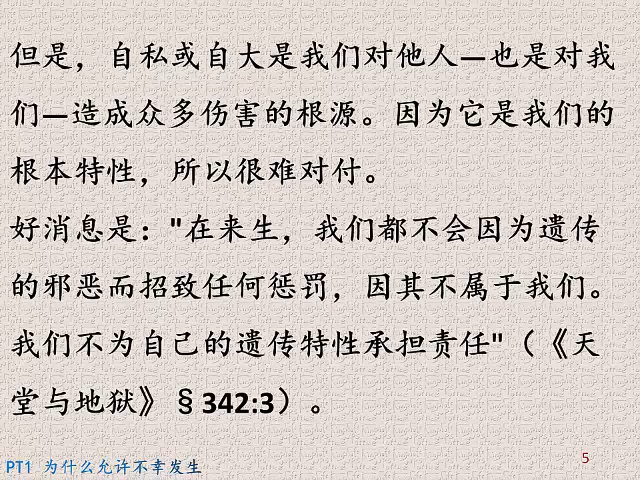 但是，自私或自大是我们对他人—也是对我
们—造成众多伤害的根源。因为它是我们的
根本特性，所以很难对付。
好消息是："在来生，我们都不会因为遗传
的邪恶而招致任何惩罚，因其不属于我们。
我们不为自己的遗传特性承担责任"（《天
堂与地狱》§342:3）。
PT1 为什么允许不幸发生
5